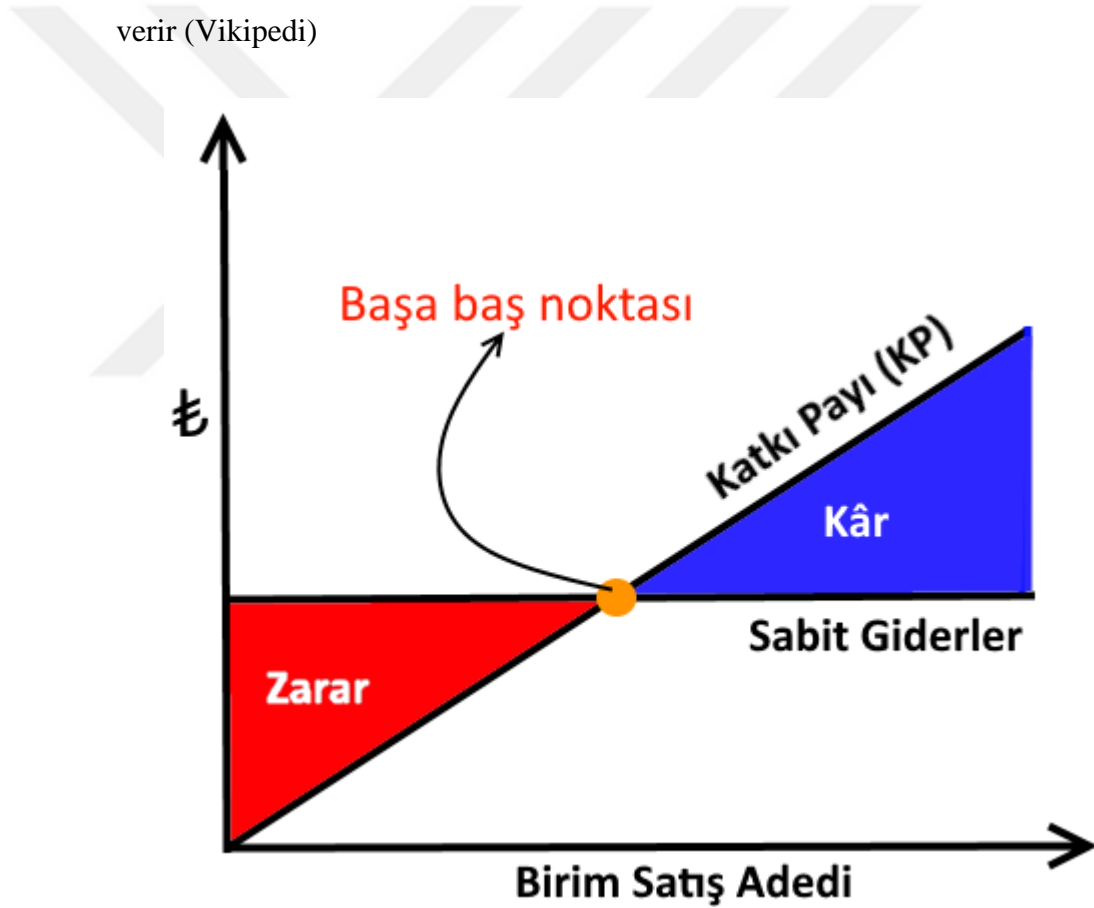 verir (Vikipedi)
Başa baş noktası
₺
Katkı Payı (KP)
Kâr
Sabit Giderler
Zarar
Birim Satış Adedi